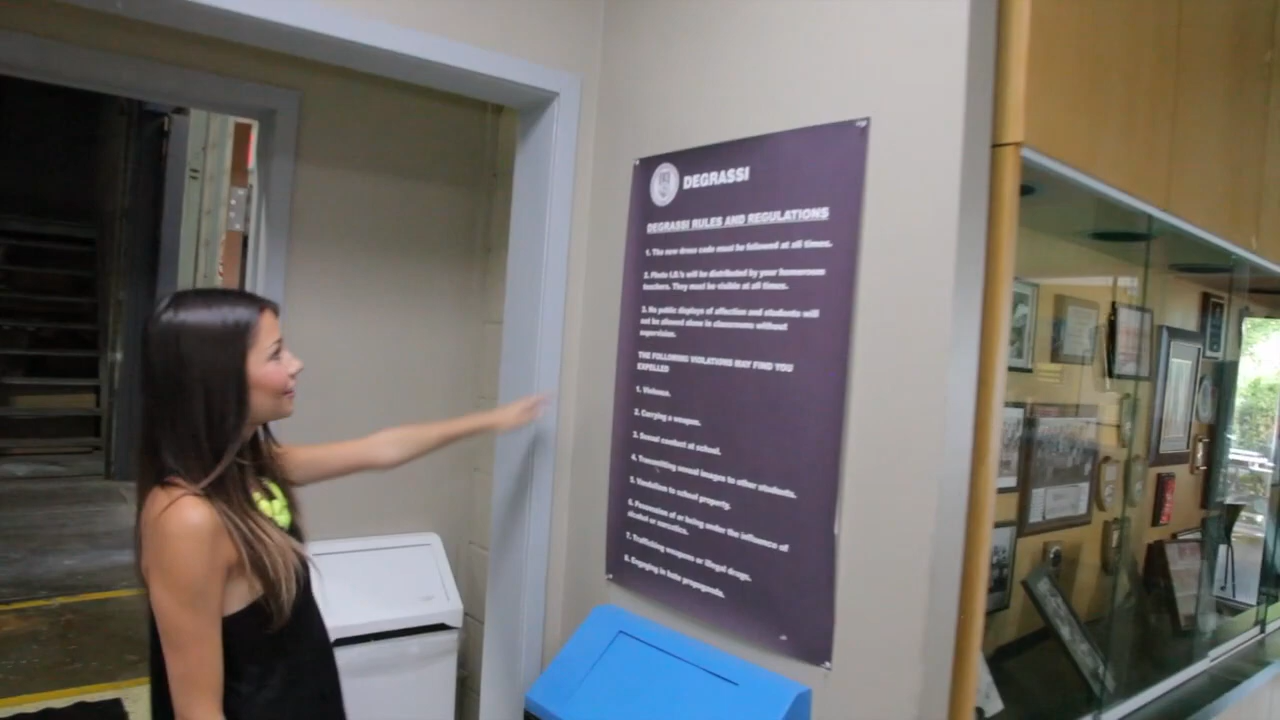 DEGRASSI
DEGRASSI RULES AND REGULATIONS
1. The new dress code must be followed at all times.
2. Photo I.D.'s will be distributed by your homeroom
teachers. They must be visible at all times.
3. No public displays of affection and students will
not be allowed alone in classrooms without
supervision.
THE FOLLOWING VIOLATIONS MAY FIND YOU
EXPELLED
1. Violence.
2. Carrying a weapon.
3. Sexual conduct at school.
4. Transmitting sexual images to other students.
5. Vandalism to school property.
6. Possession of or being under the influence of
alcohol or narcotics.
7. Trafficking weapons or illegal drugs.
8. Engaging in hate propaganda.